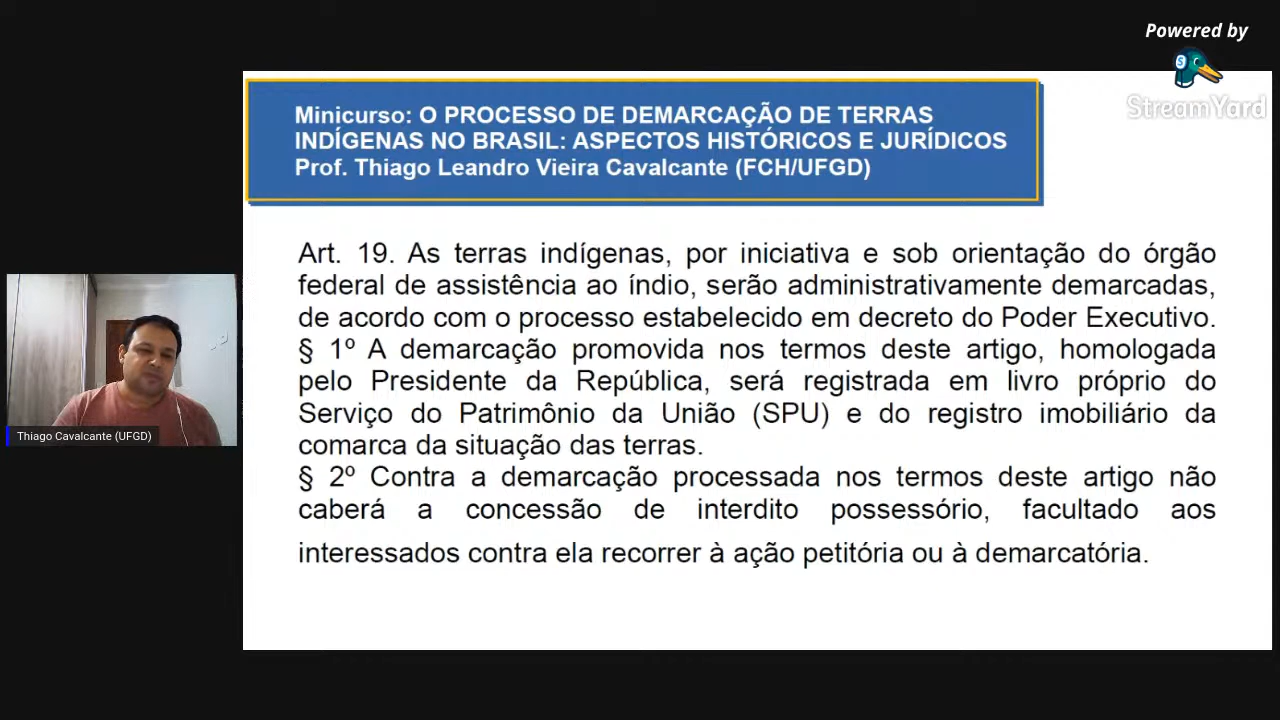 Powered by
StreamYard
Minicurso: O PROCESSO DE DEMARCAÇÃO DE TERRAS
INDÍGENAS NO BRASIL: ASPECTOS HISTÓRICOS E JURÍDICOS
Prof. Thiago Leandro Vieira Cavalcante (FCH/UFGD)
Art. 19. As terras indígenas, por iniciativa e sob orientação do órgão
federal de assistência ao índio, serão administrativamente demarcadas,
de acordo com o processo estabelecido em decreto do Poder Executivo.
§ 1º A demarcação promovida nos termos deste artigo, homologada
pelo Presidente da República, será registrada em livro próprio do
Serviço do Patrimônio da União (SPU) e do registro imobiliário da
comarca da situação das terras.
§ 2º Contra a demarcação processada nos termos deste artigo não
caberá a concessão de interdito possessório, facultado aos
interessados contra ela recorrer à ação petitória ou à demarcatória.
Thiago Cavalcante (UFGD)